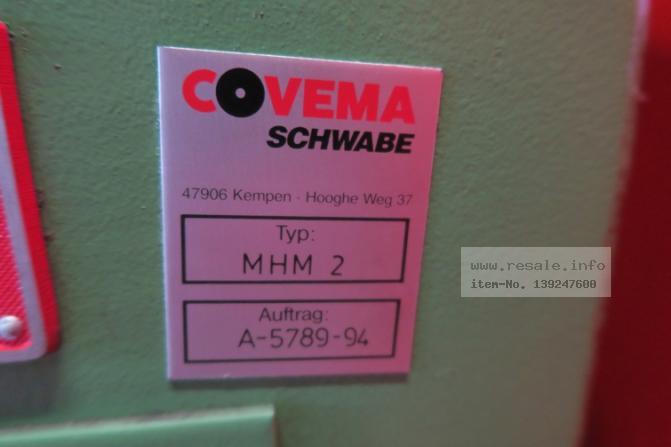 COVEMA
SCHWABE
47906 Kempen - Hooghe Weg 37
Typ:
MHM 2
Auftrag:
A-5789-94
www.resale.info
item-No. 139247600